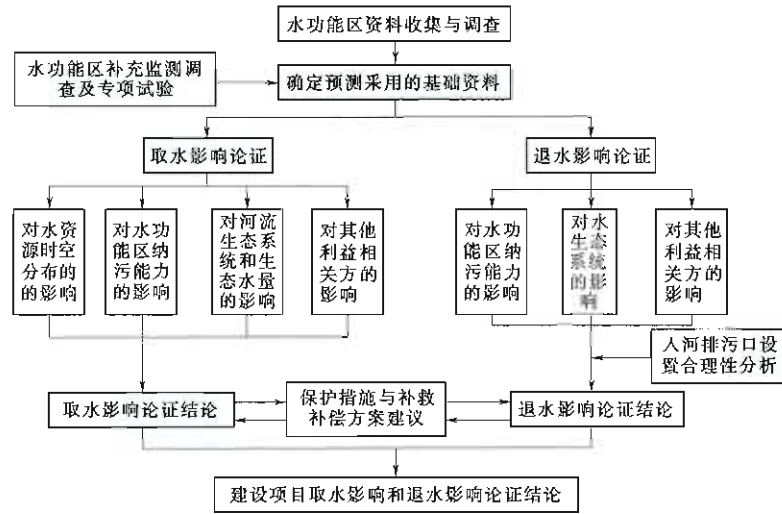 水功能区资料收集与调查
水功能区补充监测调
查及专项试验
确定预测采用的基础资料
取水影响论证
退水影响论证
对水资
源时空
分布的
的影响
对水功
能区纳
污能力
的影响
对河流
生态系
统和生
态水量
的影响
对其他
利益相
关方的
影响
对水功
能区纳
污能力
的影响
对水
生态
系统
的影
响
对其他
利益相
关方的
影响
人河排污口设
置合理性分析
取水影响论证结论
保护措施与补救
补偿方案建议
退水影响论证结论
建设项目取水影响和退水影响论证结论